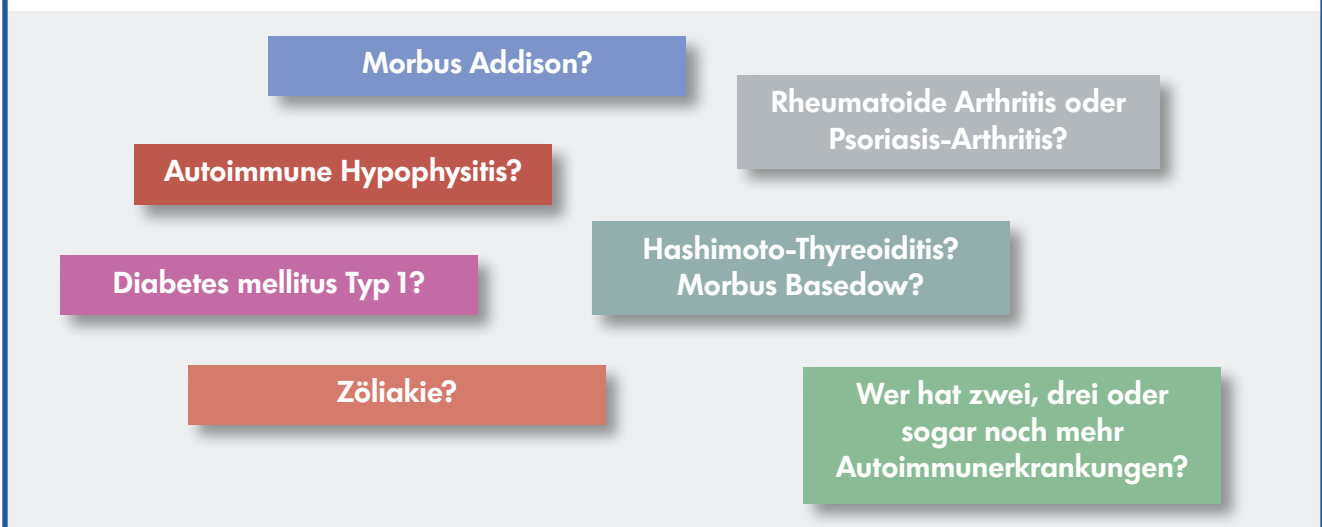 Morbus Addison?
Rheumatoide Arthritis oder
Psoriasis-Arthritis?
Autoimmune Hypophysitis?
Hashimoto-Thyreoiditis?
Morbus Basedow?
Diabetes mellitus Typ 1?
Zöliakie?
Wer hat zwei, drei oder
sogar noch mehr
Autoimmunerkrankungen?